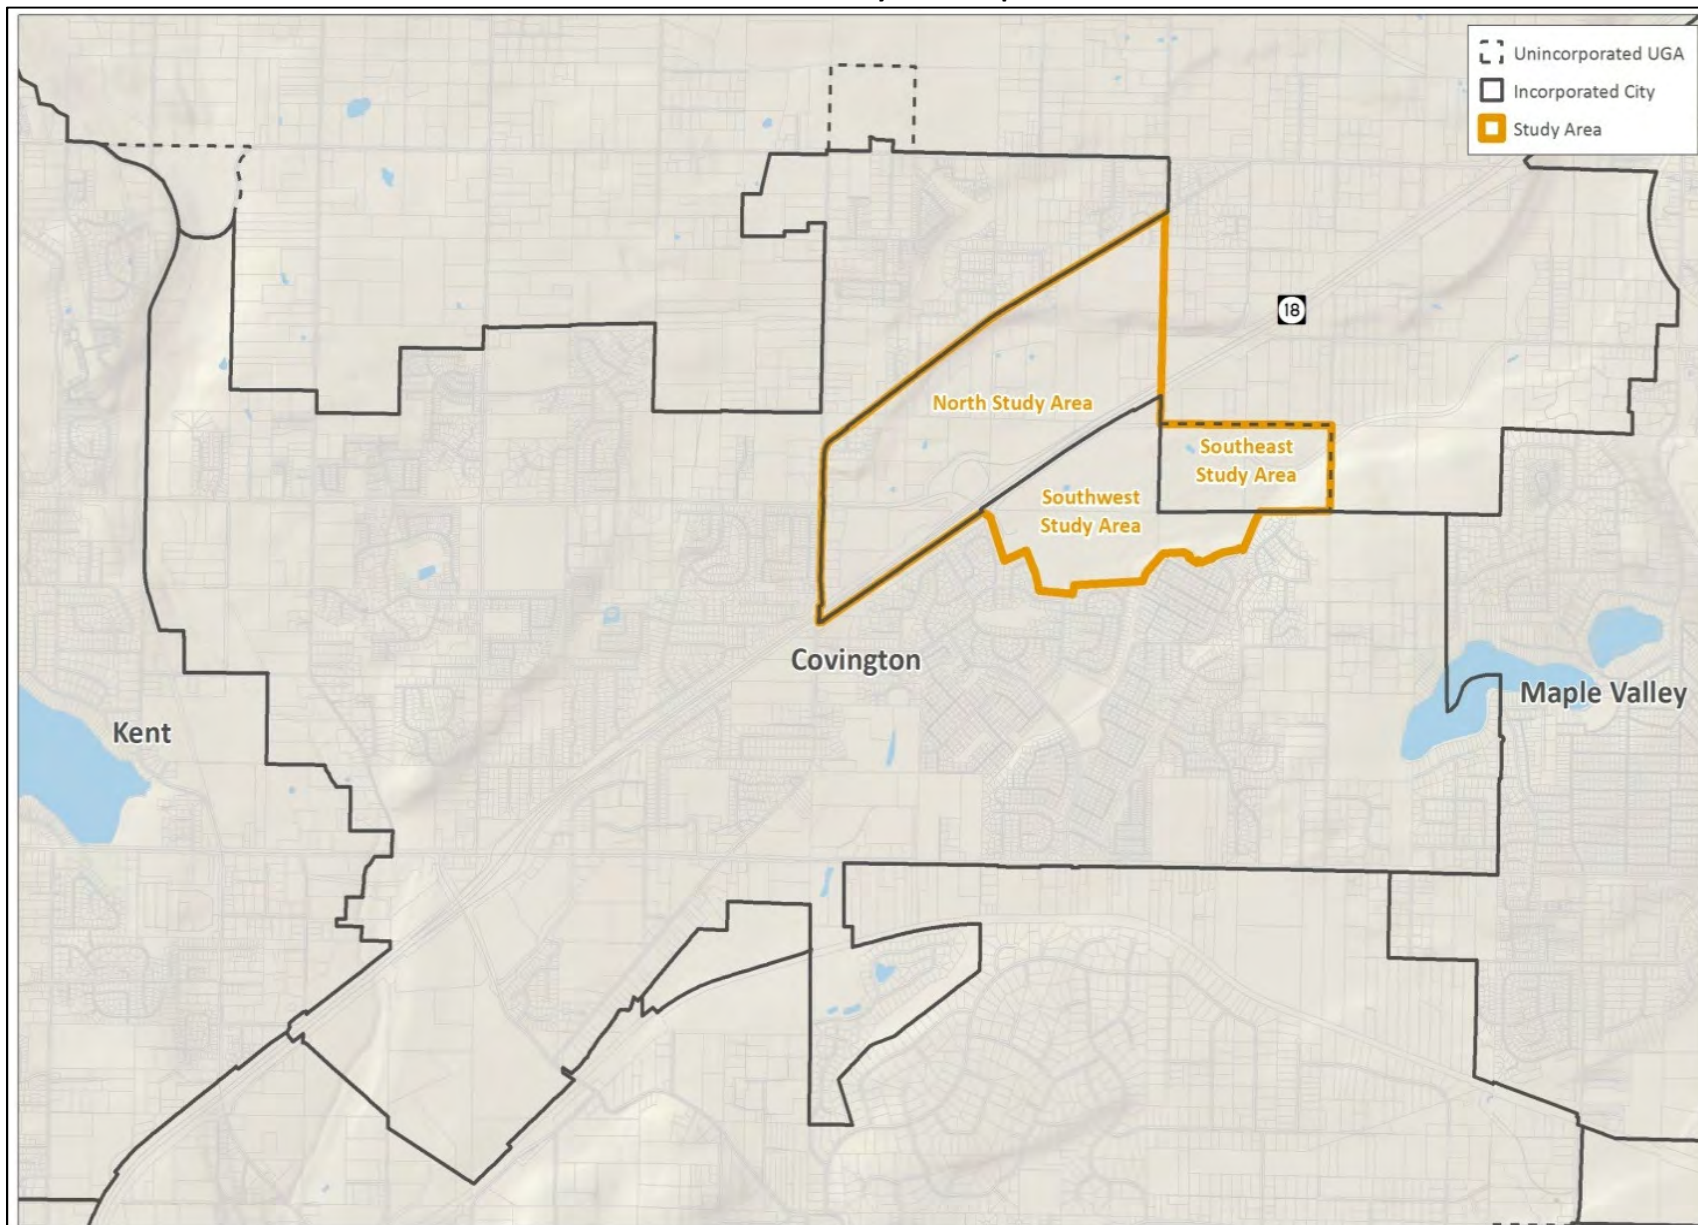 Unincorporated UGA
Incorporated City
Study Area
18
North Study Area
Southeast
Study Area
Southwest
Study Area
Covington
Maple Valley
Kent